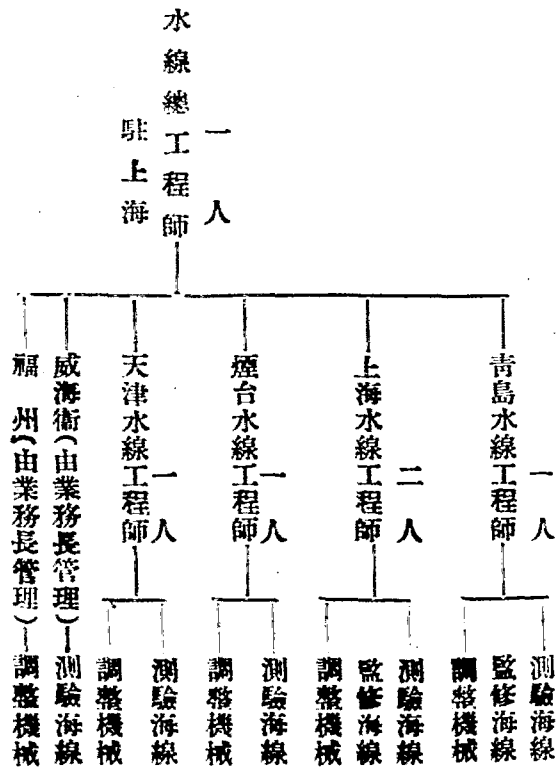 水線總工程師
一人
駐上海
青島水線工程師
一人
測驗海線
監修海線
調整機械
上海水線工程師
二人
測驗海線
監修海線
調整機械
煙台水線工程師
一人
測驗海線
調整機械
天津水線工程師
一人
測驗海線
調整機械
威海衛(由業務長管理)
測驗海線
福州(由業務長管理)
調整機械